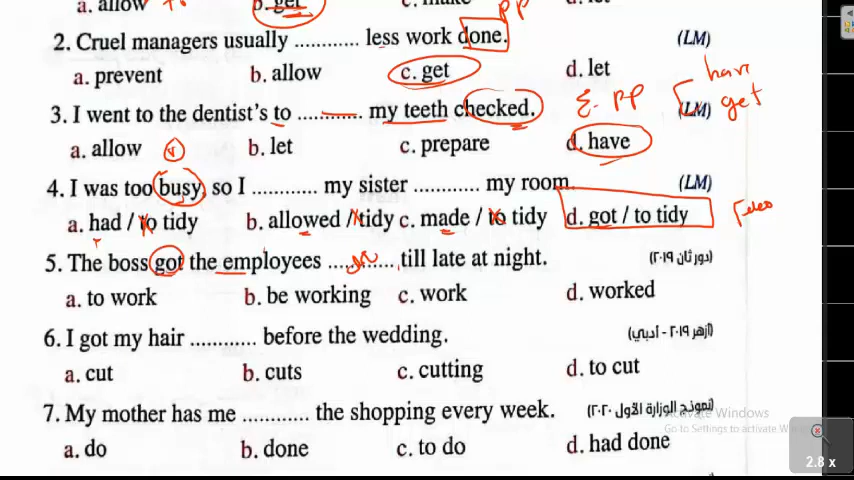 a. allow to b. get c. make d. let
pp
2. Cruel managers usually ............ less work done. (LM)
a. prevent b. allow c. get d. let
have
3. I went to the dentist's to ............ my teeth checked. (LM) get
a. allow b. let c. prepare d. have
4. I was too busy, so I ............ my sister ............ my room. (LM)
a. had / to tidy b. allowed / tidy c. made / to tidy d. got / to tidy
5. The boss got the employees ............ till late at night. (دور ثان ٢٠١٩)
a. to work b. be working c. work d. worked
6. I got my hair ............ before the wedding. (أزهر ٢٠١٩ - أدبي)
a. cut b. cuts c. cutting d. to cut
7. My mother has me ............ the shopping every week. (نموذج الوزارة الأول ٢٠٢٠)
Activate Windows
Go to Settings to activate Windows
a. do b. done c. to do d. had done
2.8 x